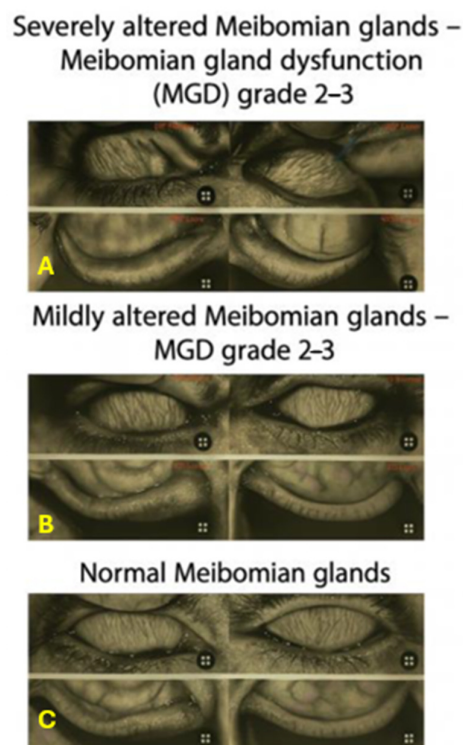 Severely altered Meibomian glands –
Meibomian gland dysfunction
(MGD) grade 2–3
A
Mildly altered Meibomian glands –
MGD grade 2–3
B
Normal Meibomian glands
C